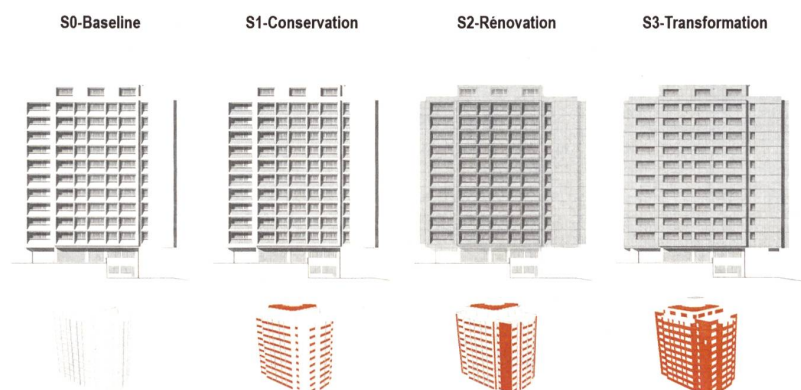 S0-Baseline
S1-Conservation
S2-Rénovation
S3-Transformation